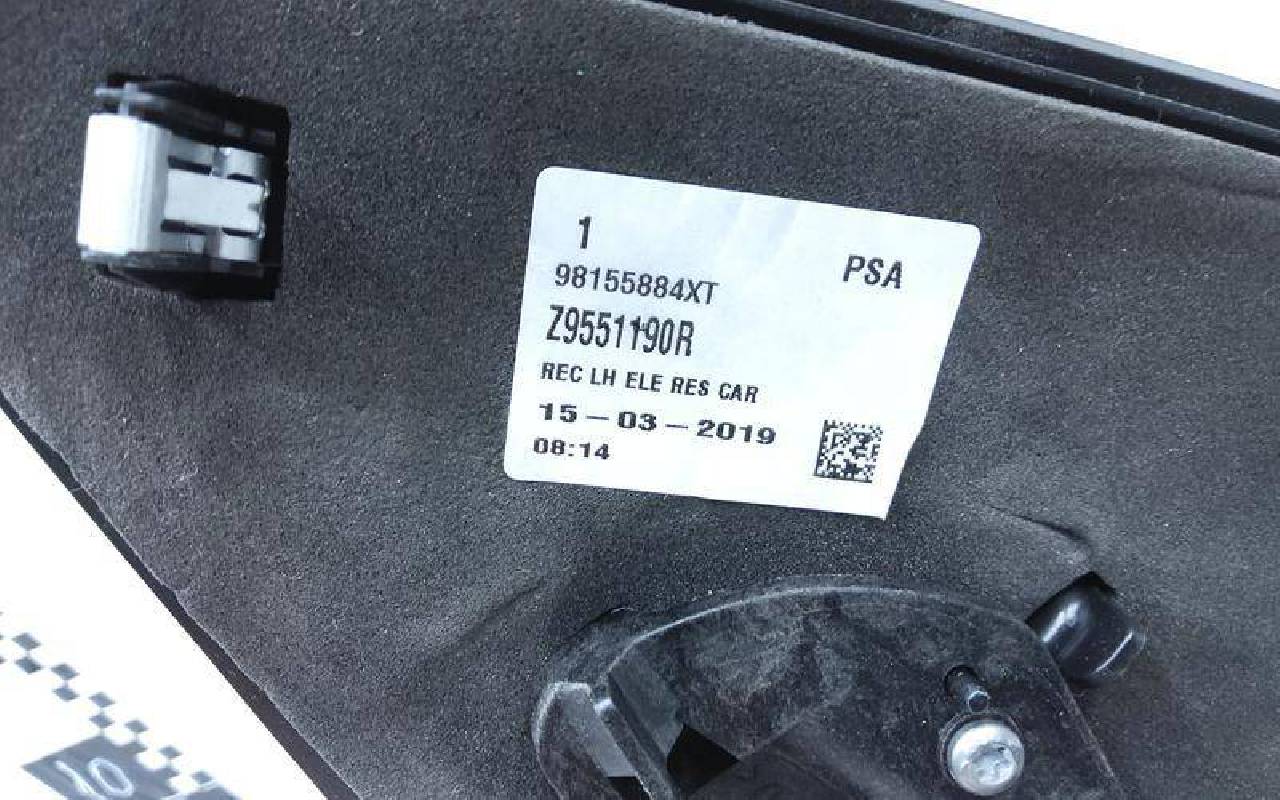 1
PSA
98155884XT
Z9551190R
REC LH ELE RES CAR
15-03-2019
08:14